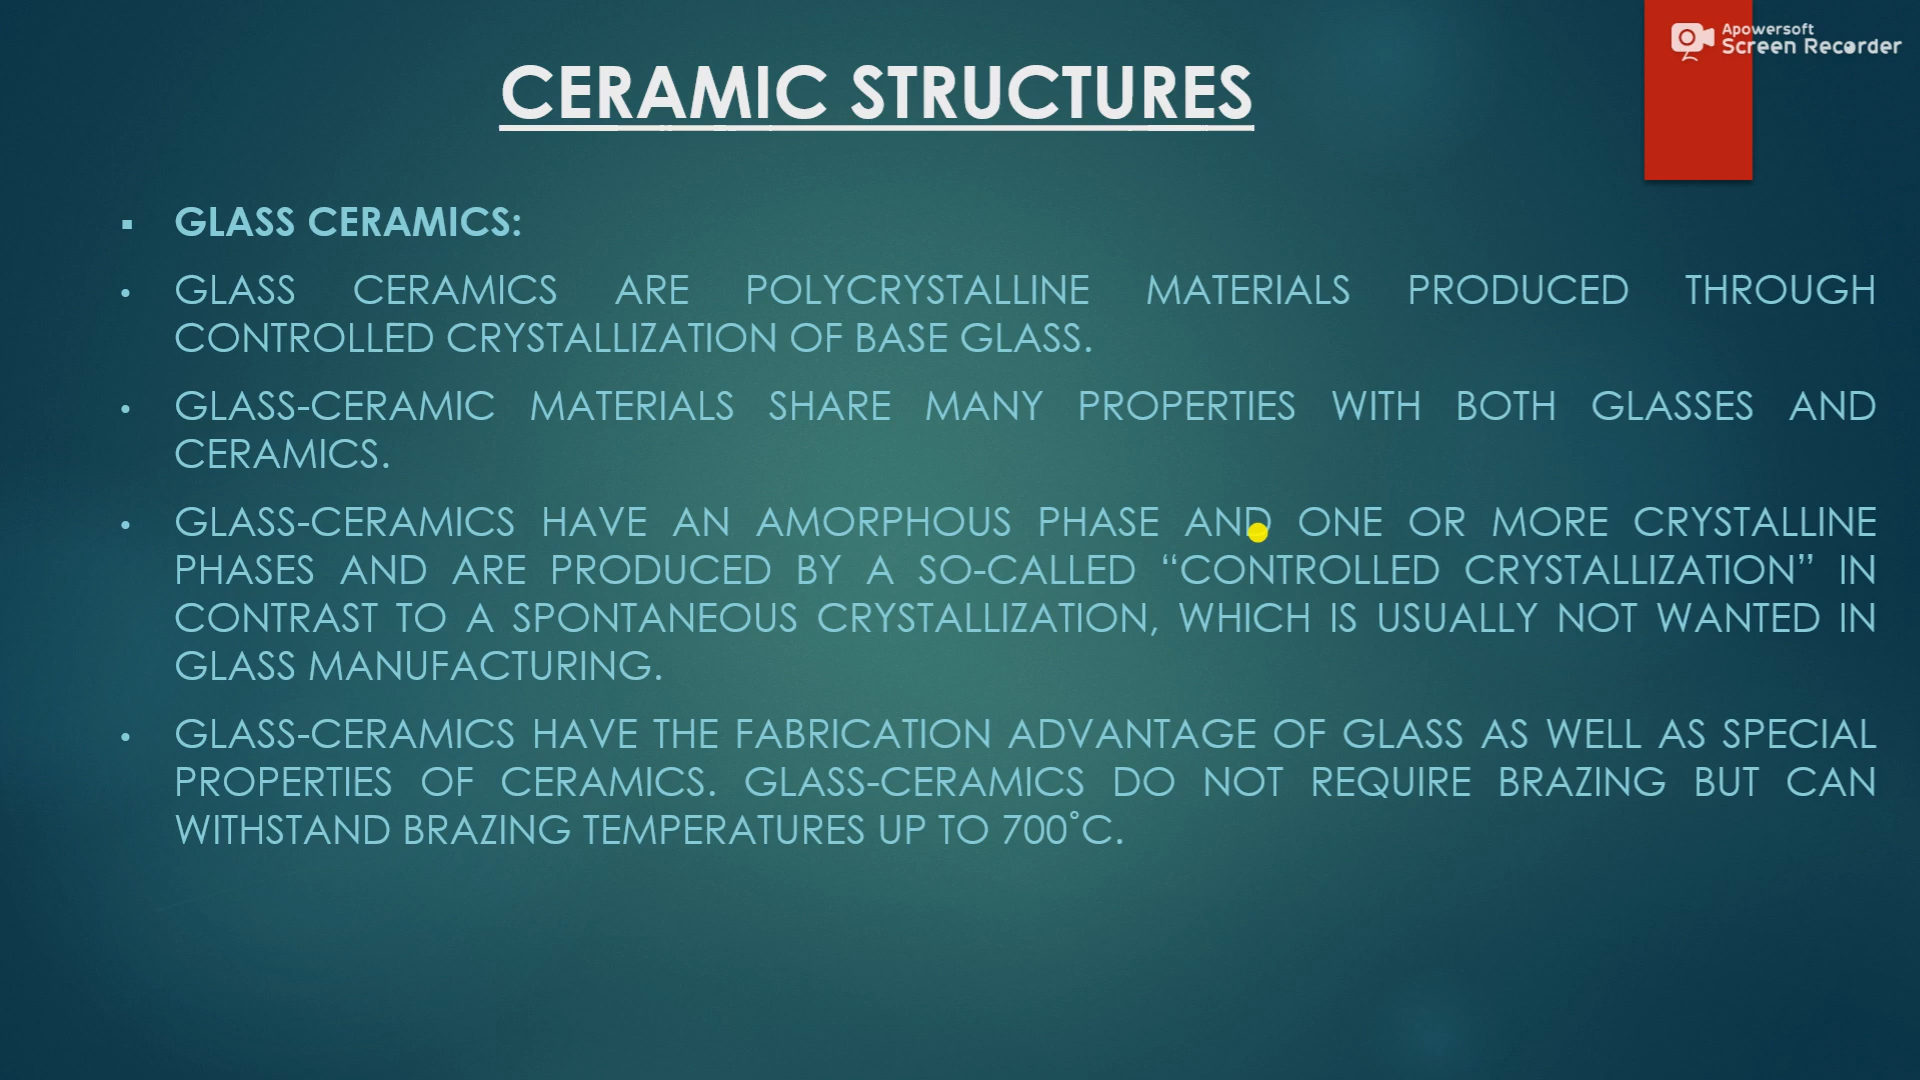 Apowersoft
Screen Recorder
CERAMIC STRUCTURES
▪ GLASS CERAMICS:
• GLASS CERAMICS ARE POLYCRYSTALLINE MATERIALS PRODUCED THROUGH
CONTROLLED CRYSTALLIZATION OF BASE GLASS.
• GLASS-CERAMIC MATERIALS SHARE MANY PROPERTIES WITH BOTH GLASSES AND
CERAMICS.
• GLASS-CERAMICS HAVE AN AMORPHOUS PHASE AND ONE OR MORE CRYSTALLINE
PHASES AND ARE PRODUCED BY A SO-CALLED “CONTROLLED CRYSTALLIZATION” IN
CONTRAST TO A SPONTANEOUS CRYSTALLIZATION, WHICH IS USUALLY NOT WANTED IN
GLASS MANUFACTURING.
• GLASS-CERAMICS HAVE THE FABRICATION ADVANTAGE OF GLASS AS WELL AS SPECIAL
PROPERTIES OF CERAMICS. GLASS-CERAMICS DO NOT REQUIRE BRAZING BUT CAN
WITHSTAND BRAZING TEMPERATURES UP TO 700˚C.